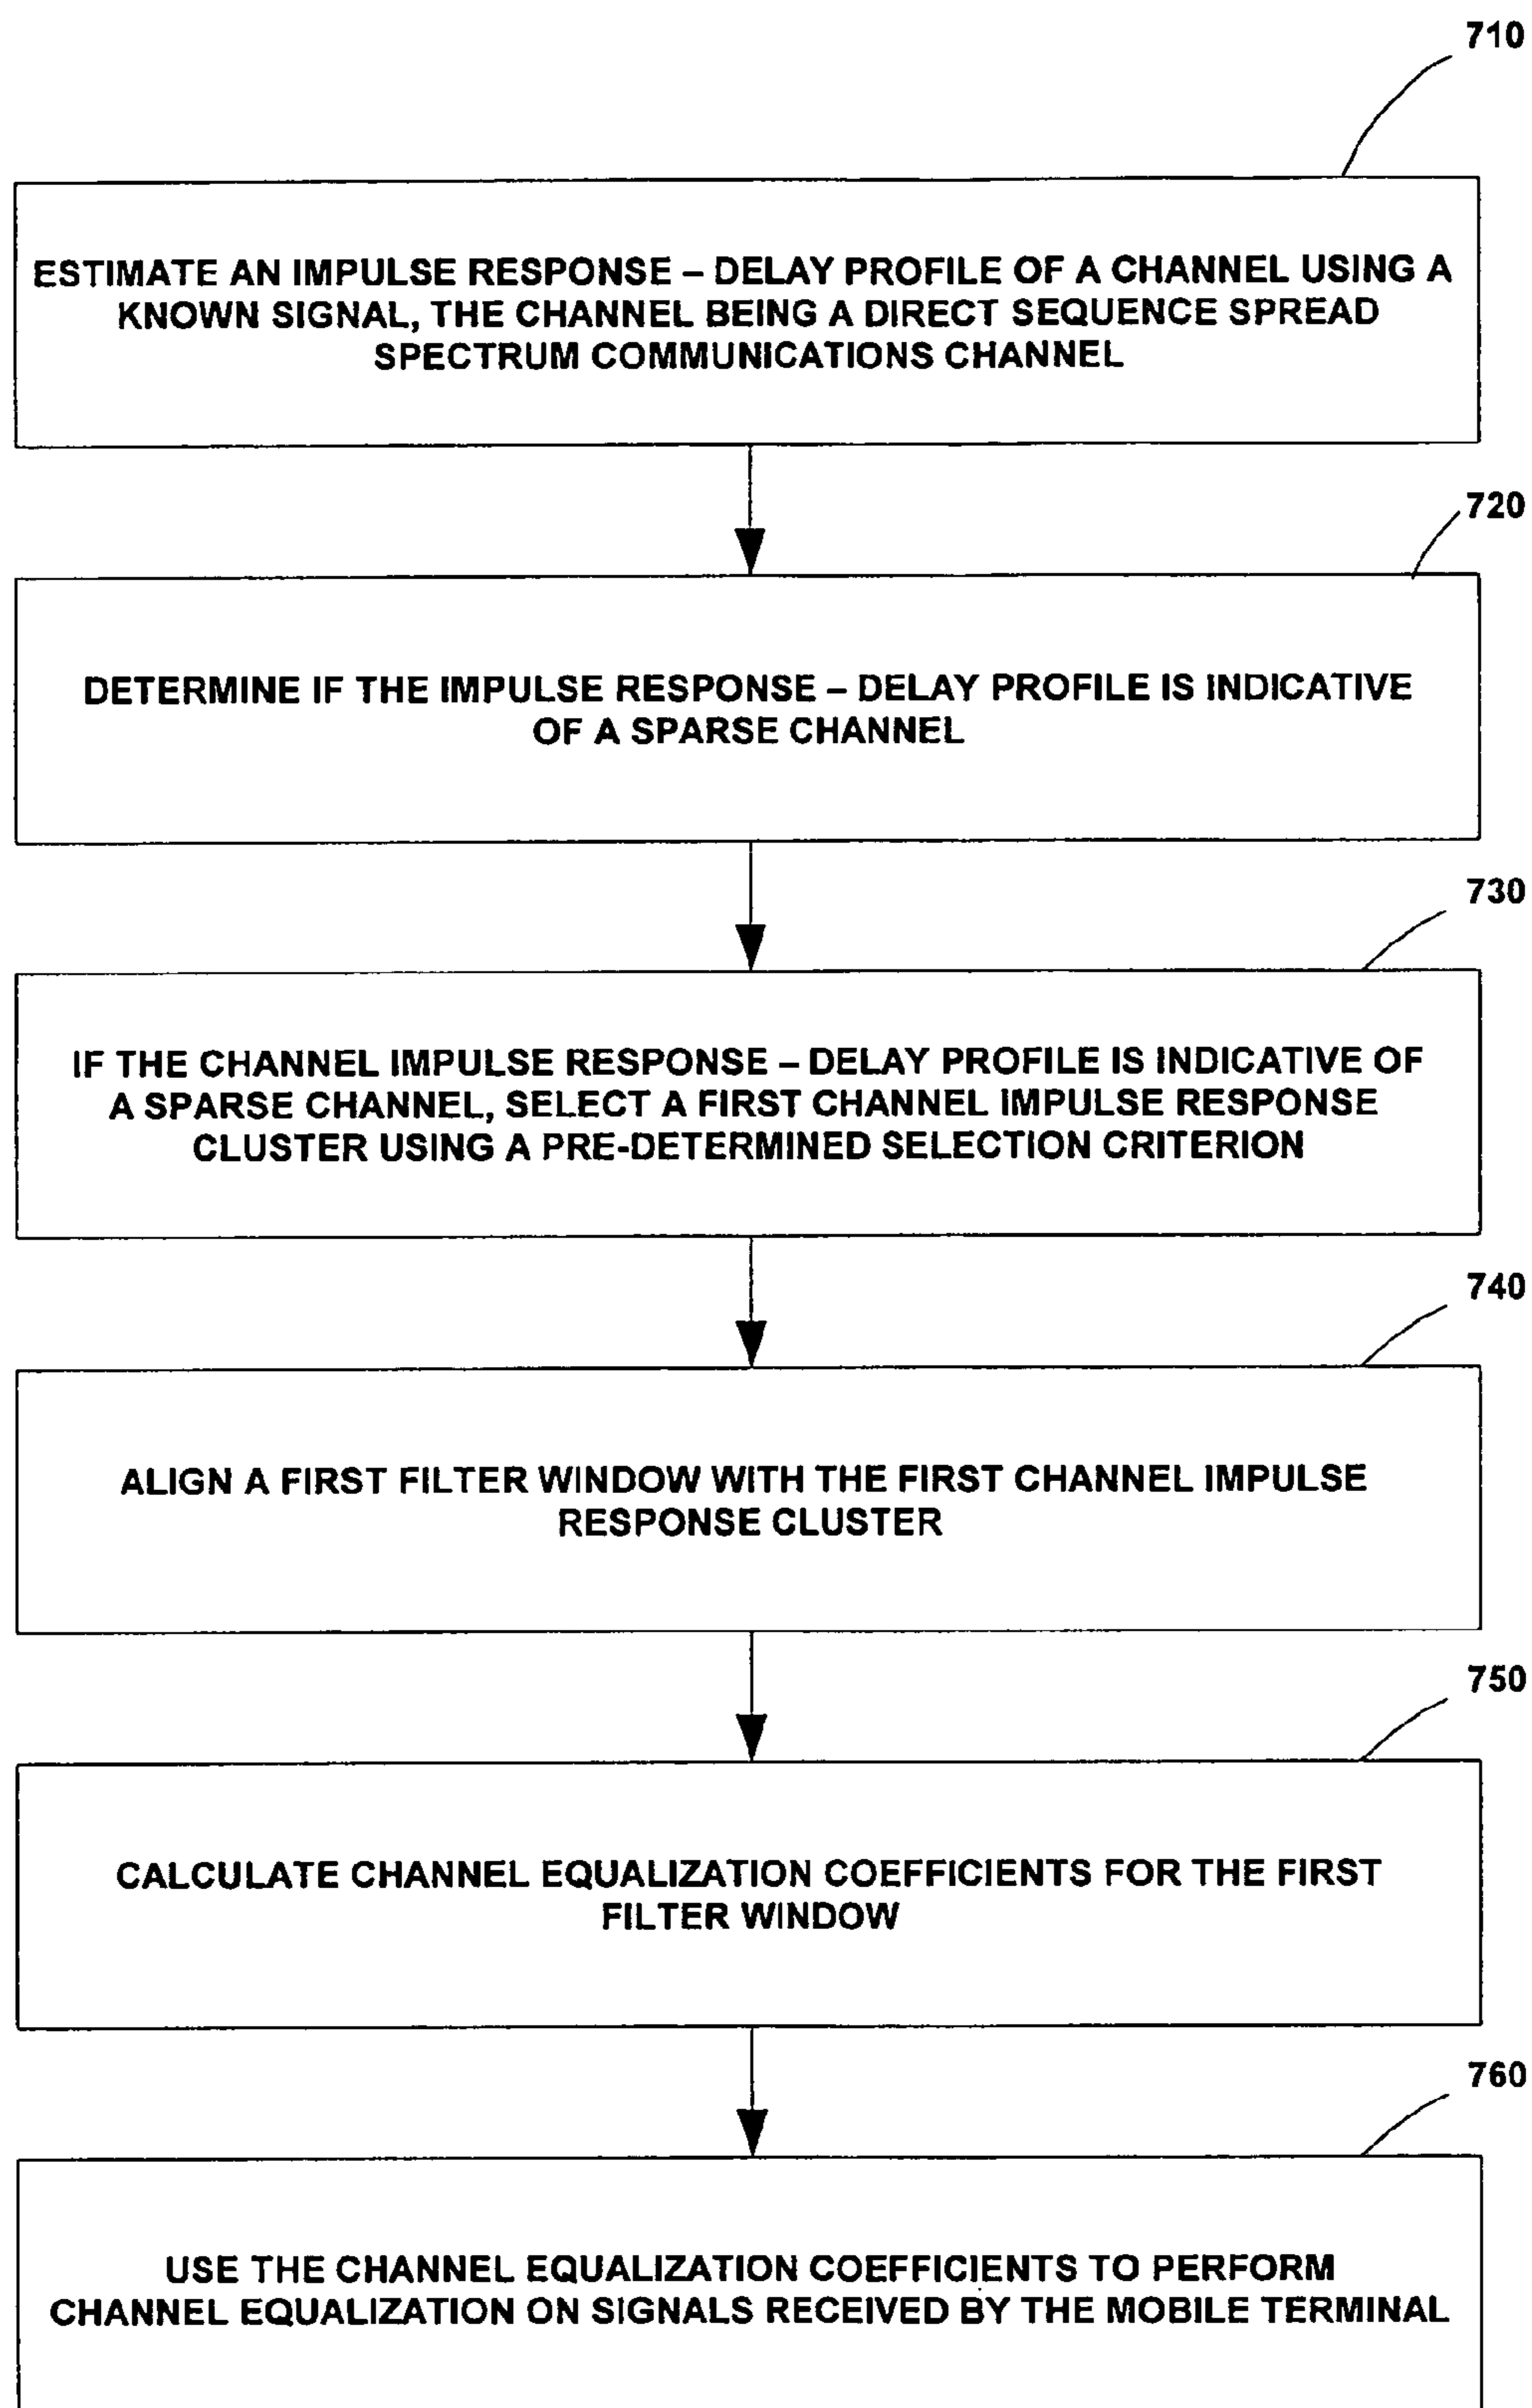 710
ESTIMATE AN IMPULSE RESPONSE – DELAY PROFILE OF A CHANNEL USING A
KNOWN SIGNAL, THE CHANNEL BEING A DIRECT SEQUENCE SPREAD
SPECTRUM COMMUNICATIONS CHANNEL
720
DETERMINE IF THE IMPULSE RESPONSE – DELAY PROFILE IS INDICATIVE
OF A SPARSE CHANNEL
730
IF THE CHANNEL IMPULSE RESPONSE – DELAY PROFILE IS INDICATIVE OF
A SPARSE CHANNEL, SELECT A FIRST CHANNEL IMPULSE RESPONSE
CLUSTER USING A PRE-DETERMINED SELECTION CRITERION
740
ALIGN A FIRST FILTER WINDOW WITH THE FIRST CHANNEL IMPULSE
RESPONSE CLUSTER
750
CALCULATE CHANNEL EQUALIZATION COEFFICIENTS FOR THE FIRST
FILTER WINDOW
760
USE THE CHANNEL EQUALIZATION COEFFICIENTS TO PERFORM
CHANNEL EQUALIZATION ON SIGNALS RECEIVED BY THE MOBILE TERMINAL